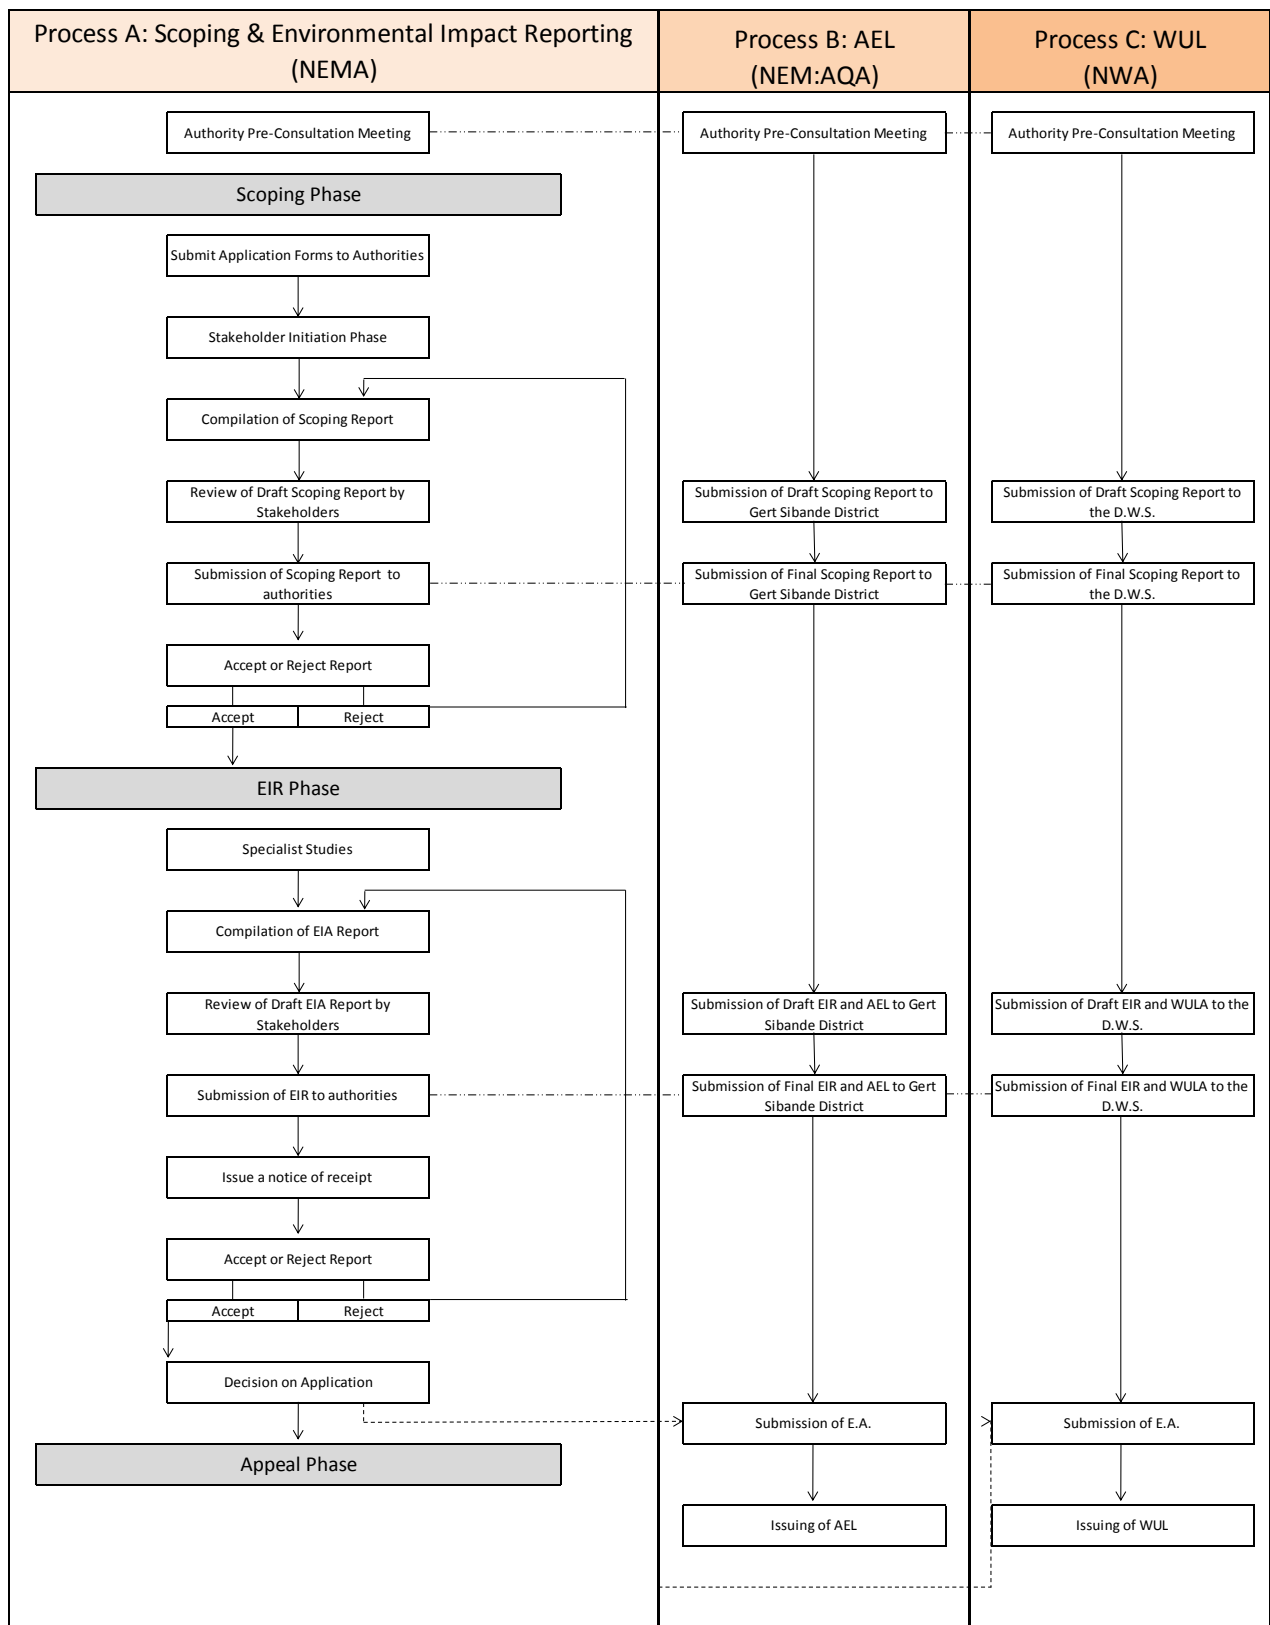 Process A: Scoping & Environmental Impact Reporting
(NEMA)
Process B: AEL
(NEM:AQA)
Process C: WUL
(NWA)
Authority Pre-Consultation Meeting
Authority Pre-Consultation Meeting
Authority Pre-Consultation Meeting
Scoping Phase
Submit Application Forms to Authorities
Stakeholder Initiation Phase
Compilation of Scoping Report
Review of Draft Scoping Report by
Stakeholders
Submission of Draft Scoping Report to
Gert Sibande District
Submission of Draft Scoping Report to
the D.W.S.
Submission of Scoping Report to
authorities
Submission of Final Scoping Report to
Gert Sibande District
Submission of Final Scoping Report to
the D.W.S.
Accept or Reject Report
Accept
Reject
EIR Phase
Specialist Studies
Compilation of EIA Report
Review of Draft EIA Report by
Stakeholders
Submission of Draft EIR and AEL to Gert
Sibande District
Submission of Draft EIR and WULA to the
D.W.S.
Submission of EIR to authorities
Submission of Final EIR and AEL to Gert
Sibande District
Submission of Final EIR and WULA to the
D.W.S.
Issue a notice of receipt
Accept or Reject Report
Accept
Reject
Decision on Application
Submission of E.A.
Submission of E.A.
Appeal Phase
Issuing of AEL
Issuing of WUL